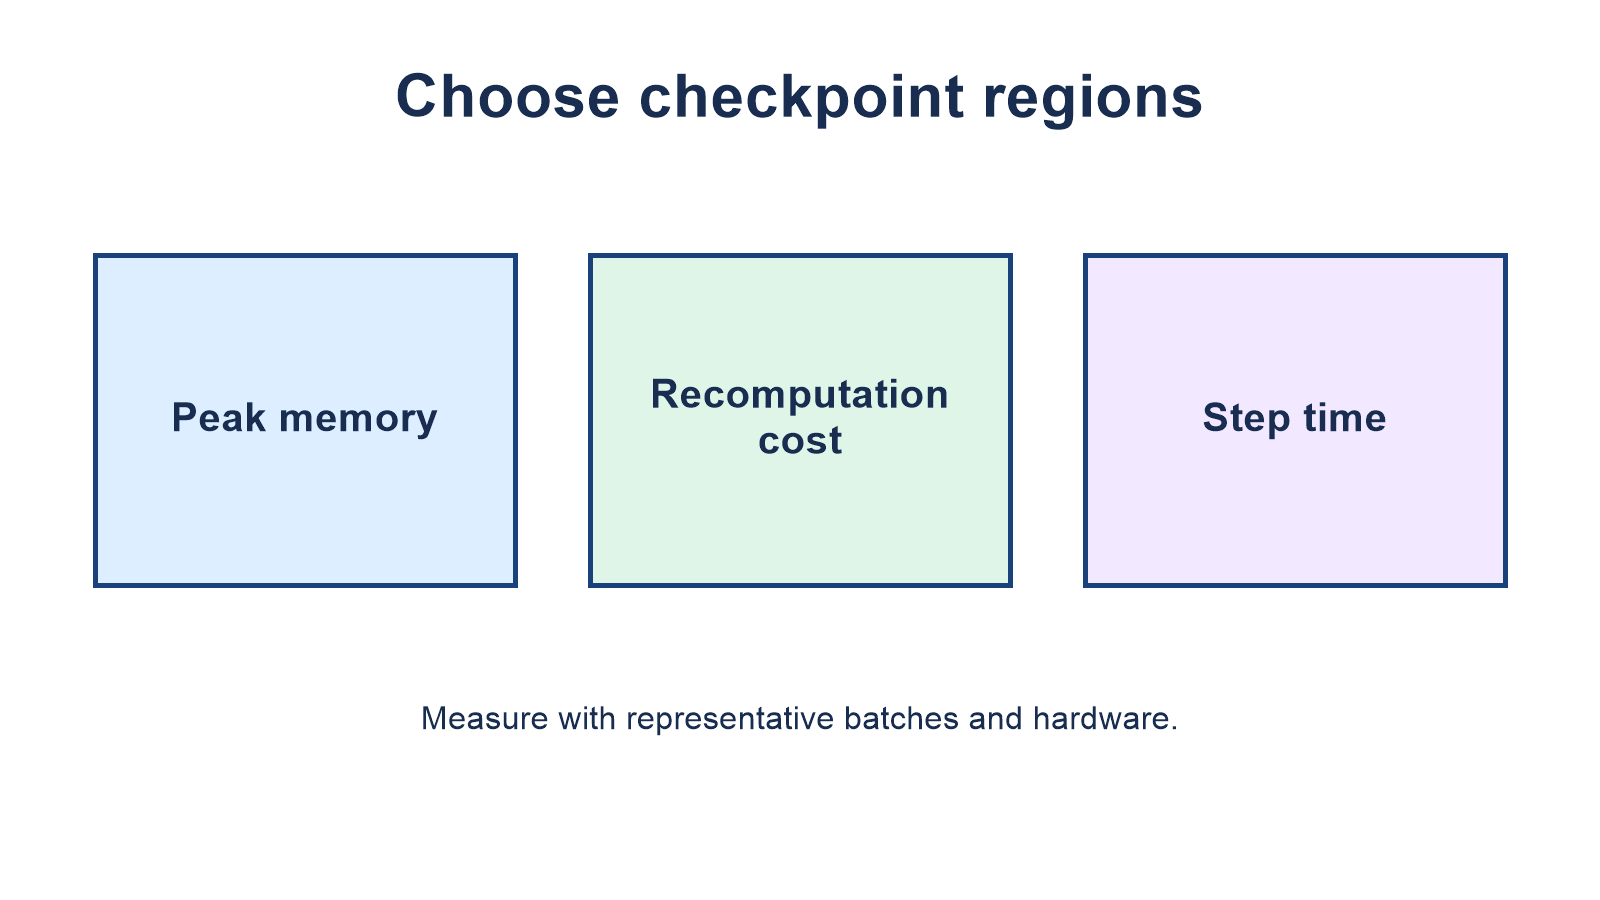 Choose checkpoint regions
Peak memory
Recomputation
cost
Step time
Measure with representative batches and hardware.